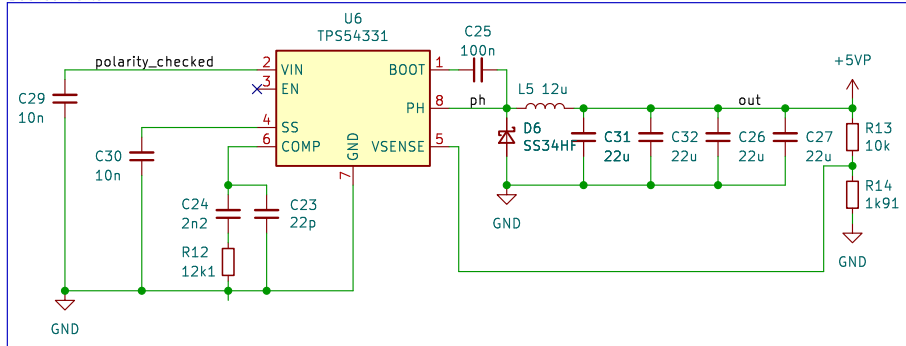 U6
TPS54331
C25
100n
+5VP
polarity_checked
2
VIN
BOOT
1
3
EN
L5 12u
C29
10n
PH
8
ph
out
D6
SS34HF
C31
22u
C32
22u
C26
22u
C27
22u
R13
10k
4
SS
6
COMP
GND
7
VSENSE
5
C30
10n
R14
1k91
C24
2n2
C23
22p
GND
R12
12k1
GND
GND